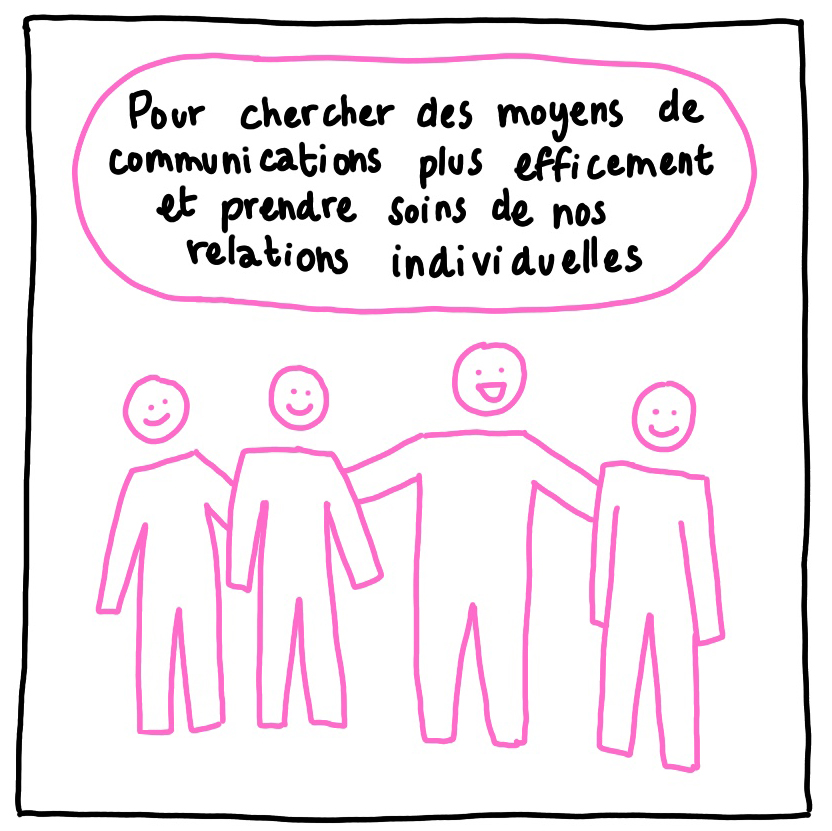 Pour chercher des moyens de
communications plus efficement
et prendre soins de nos
relations individuelles